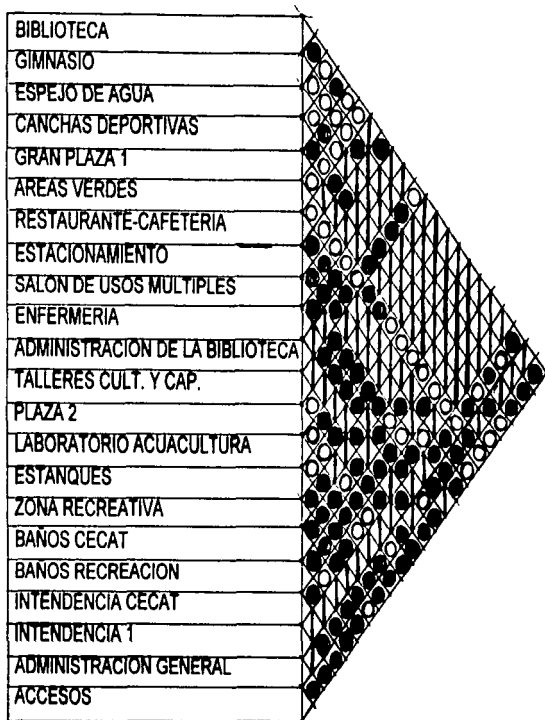 BIBLIOTECA
GIMNASIO
ESPEJO DE AGUA
CANCHAS DEPORTIVAS
GRAN PLAZA 1
AREAS VERDES
RESTAURANTE-CAFETERIA
ESTACIONAMIENTO
SALON DE USOS MULTIPLES
ENFERMERIA
ADMINISTRACION DE LA BIBLIOTECA
TALLERES CULT. Y CAP.
PLAZA 2
LABORATORIO ACUACULTURA
ESTANQUES
ZONA RECREATIVA
BAÑOS CECAT
BAÑOS RECREACION
INTENDENCIA CECAT
INTENDENCIA 1
ADMINISTRACION GENERAL
ACCESOS